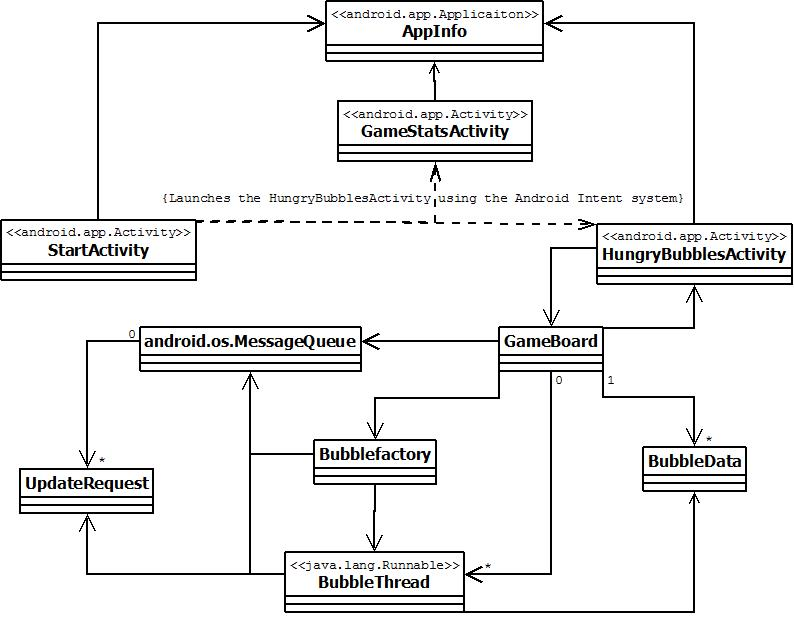 <<android.app.Applicaiton>>
AppInfo
<<android.app.Activity>>
GameStatsActivity
{Launches the HungryBubblesActivity using the Android Intent system}
<<android.app.Activity>>
StartActivity
<<android.app.Activity>>
HungryBubblesActivity
0
android.os.MessageQueue
GameBoard
0
1
*
*
Bubblefactory
BubbleData
UpdateRequest
<<java.lang.Runnable>>
BubbleThread
*